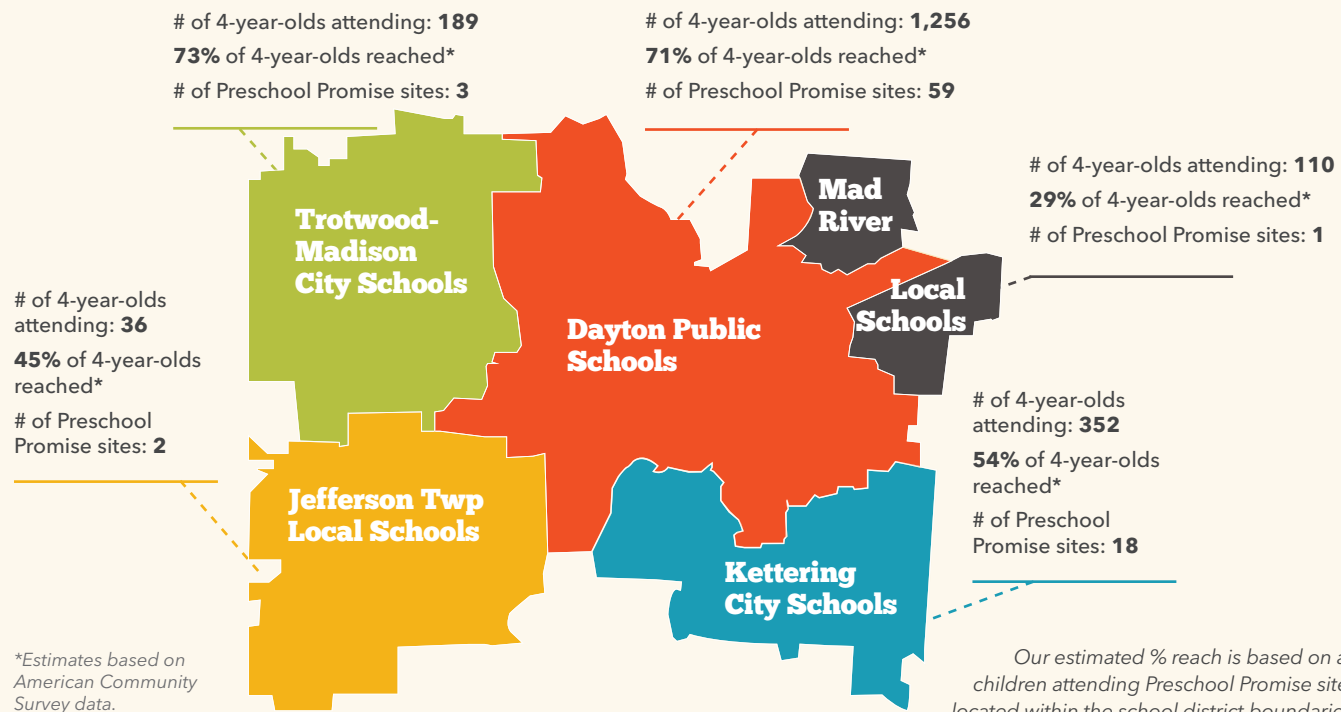 # of 4-year-olds attending: 189
73% of 4-year-olds reached*
# of Preschool Promise sites: 3
# of 4-year-olds attending: 1,256
71% of 4-year-olds reached*
# of Preschool Promise sites: 59
# of 4-year-olds attending: 110
29% of 4-year-olds reached*
# of Preschool Promise sites: 1
Mad
River
Local
Schools
Trotwood-
Madison
City Schools
Dayton Public
Schools
# of 4-year-olds
attending: 36
45% of 4-year-olds
reached*
# of Preschool
Promise sites: 2
# of 4-year-olds
attending: 352
54% of 4-year-olds
reached*
# of Preschool
Promise sites: 18
Jefferson Twp
Local Schools
Kettering
City Schools
*Estimates based on
American Community
Survey data.
Our estimated % reach is based on
children attending Preschool Promise
located within the school district